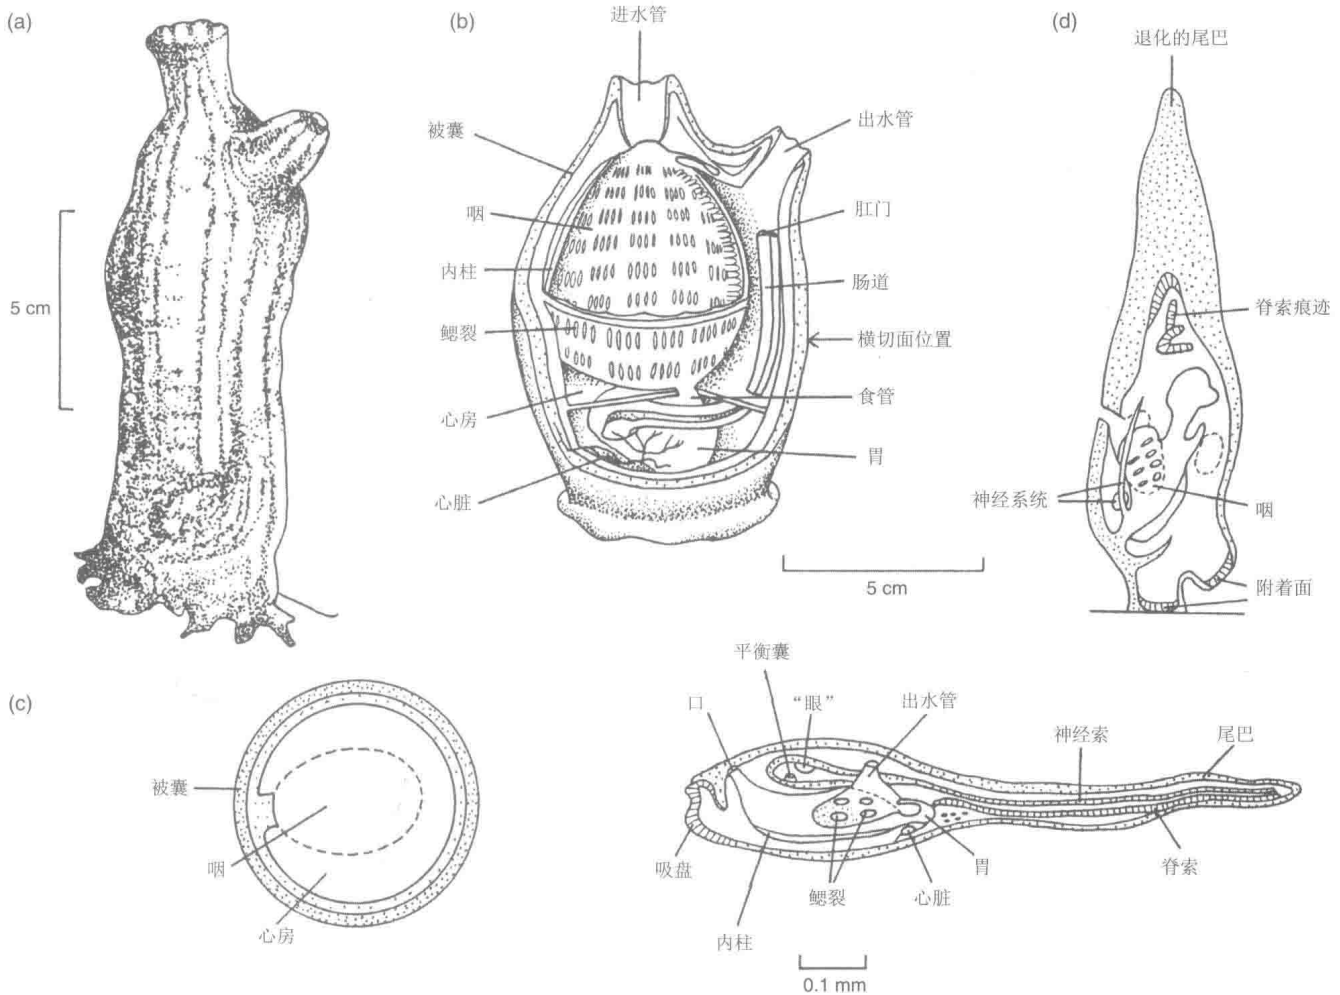 (a)
5 cm
(b)
进水管
被囊
出水管
咽
肛门
内柱
肠道
鳃裂
横切面位置
心房
食管
胃
心脏
5 cm
(d)
退化的尾巴
脊索痕迹
神经系统
咽
附着面
(c)
被囊
咽
心房
平衡囊
口
“眼”
出水管
神经索
尾巴
吸盘
鳃裂
心脏
胃
脊索
内柱
0.1 mm